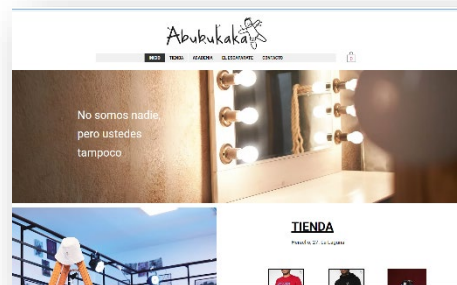 Abubukaka
INICIO TIENDA ACADEMIA EL ESCAPARATE CONTACTO
No somos nadie,
pero ustedes
tampoco
TIENDA